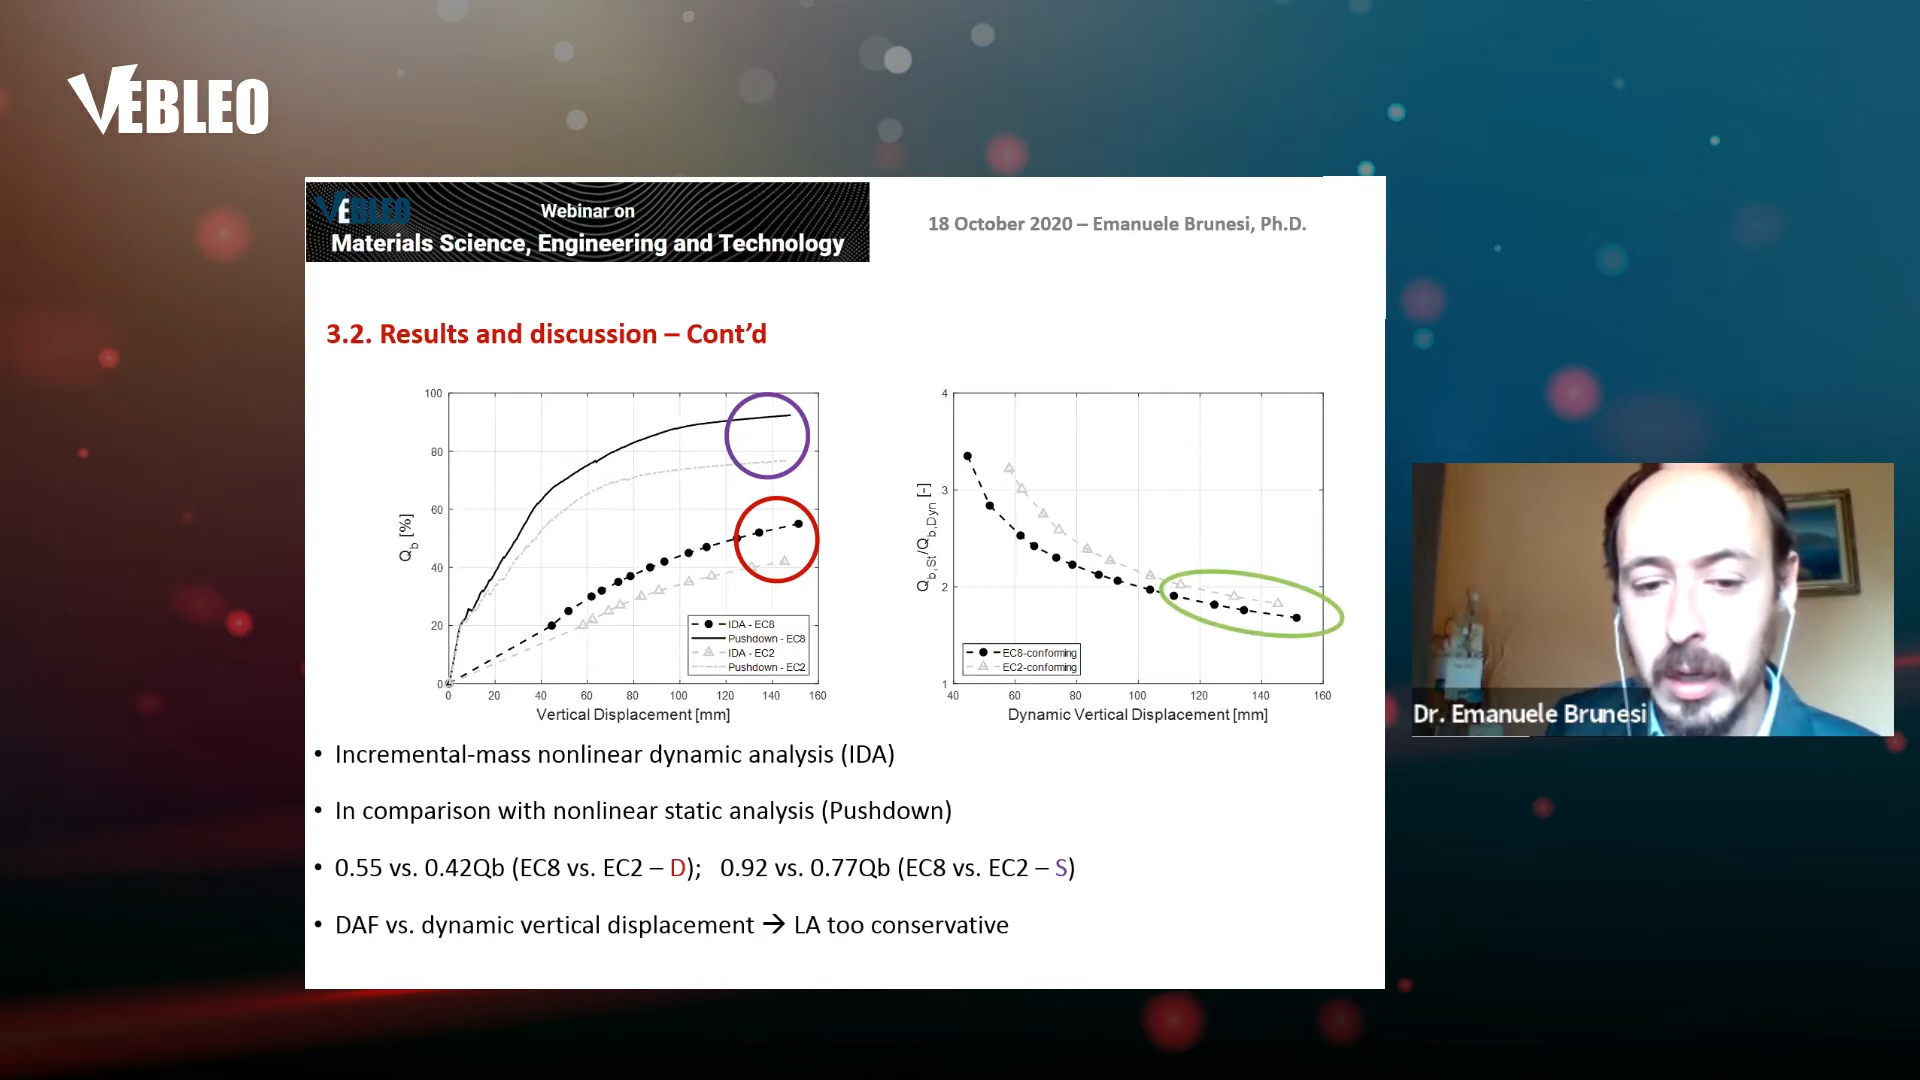 VEBLEO
VEBLEO
Webinar on
Materials Science, Engineering and Technology
18 October 2020 – Emanuele Brunesi, Ph.D.
3.2. Results and discussion – Cont'd
100
80
60
40
20
0
Qb [%]
0 20 40 60 80 100 120 140 160
Vertical Displacement [mm]
IDA - EC8
Pushdown - EC8
IDA - EC2
Pushdown - EC2
4
3
2
1
Qb,St/Qb,Dyn [-]
40 60 80 100 120 140 160
Dynamic Vertical Displacement [mm]
EC8-conforming
EC2-conforming
• Incremental-mass nonlinear dynamic analysis (IDA)
• In comparison with nonlinear static analysis (Pushdown)
• 0.55 vs. 0.42Qb (EC8 vs. EC2 – D); 0.92 vs. 0.77Qb (EC8 vs. EC2 – S)
• DAF vs. dynamic vertical displacement → LA too conservative
Dr. Emanuele Brunesi